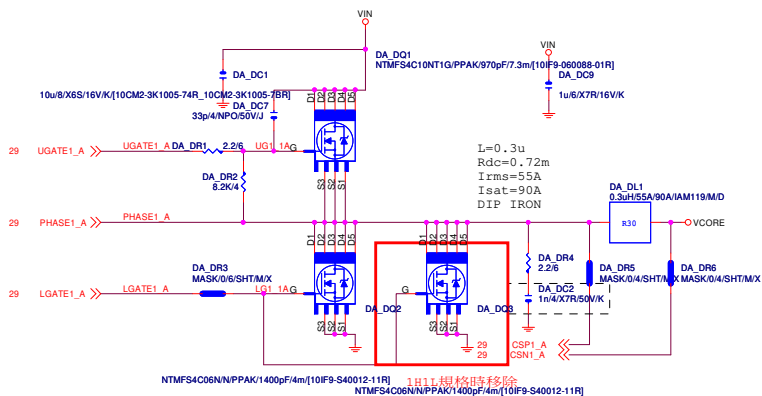 VIN
DA_DQ1
NTMFS4C10NT1G/PPAK/970pF/7.3m/[10IF9-060088-01R]
VIN
DA_DC1
10u/8/X6S/16V/K/[10CM2-3K1005-74R_10CM2-3K1005-7BR]
DA_DC7
33p/4/NPO/50V/J
DA_DC9
1u/6/X7R/16V/K
D1
D2
D3
D4
D5
29
UGATE1_A
UGATE1_A
DA_DR1
2.2/6
UG1_1A
G
S3
S2
S1
DA_DR2
8.2K/4
L=0.3u
Rdc=0.72m
Irms=55A
Isat=90A
DIP IRON
DA_DL1
0.3uH/55A/90A/IAM119/M/D
R30
VCORE
29
PHASE1_A
PHASE1_A
D1
D2
D3
D4
D5
D1
D2
D3
D4
D5
DA_DR3
MASK/0/6/SHT/M/X
29
LGATE1_A
LGATE1_A
LG1_1A
G
S3
S2
S1
DA_DQ2
G
S3
S2
S1
DA_DQ3
DA_DR4
2.2/6
DA_DC2
1n/4/X7R/50V/K
DA_DR5
MASK/0/4/SHT/M/X
DA_DR6
MASK/0/4/SHT/M/X
29
CSP1_A
29
CSN1_A
NTMFS4C06N/N/PPAK/1400pF/4m/[10IF9-S40012-11R]
1H1L規格時移除
NTMFS4C06N/N/PPAK/1400pF/4m/[10IF9-S40012-11R]